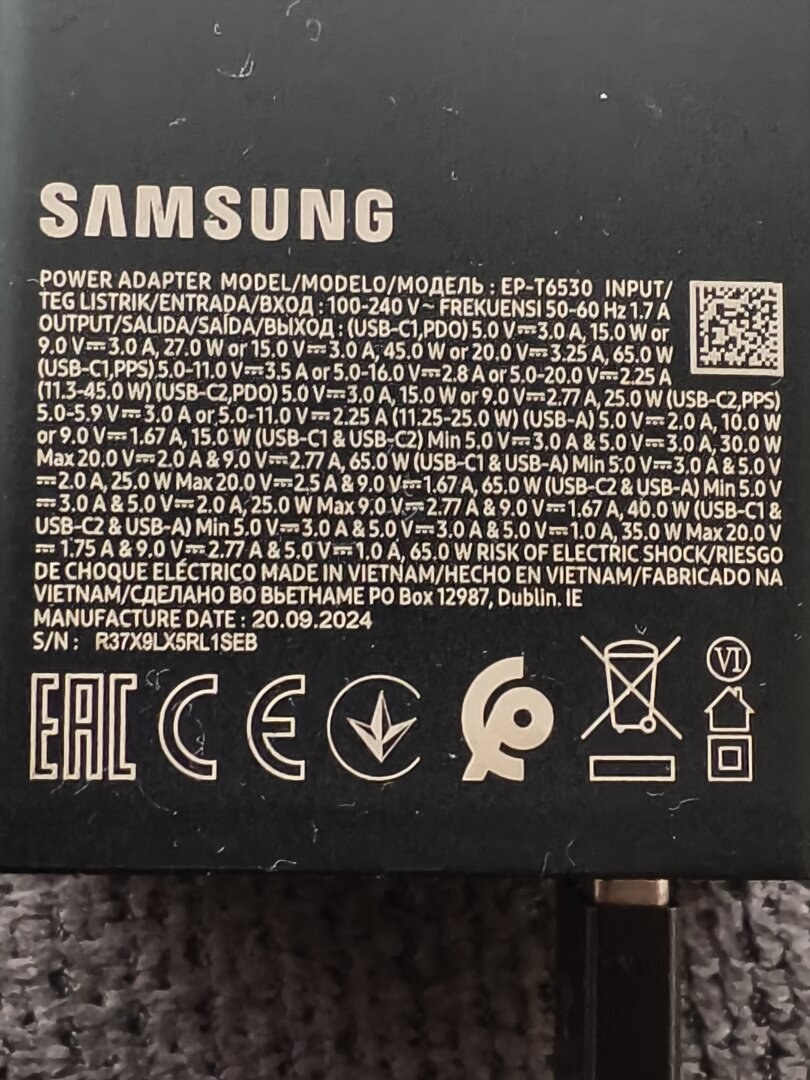 SAMSUNG
POWER ADAPTER MODEL/MODELO/МОДЕЛЬ : EP-T6530 INPUT/
TEG LISTRIK/ENTRADA/ВХОД : 100-240 V~ FREKUENSI 50-60 Hz 1.7 A
OUTPUT/SALIDA/SAÍDA/ВЫХОД : (USB-C1,PDO) 5.0 V⎓3.0 A, 15.0 W or
9.0 V⎓3.0 A, 27.0 W or 15.0 V⎓3.0 A, 45.0 W or 20.0 V⎓3.25 A, 65.0 W
(USB-C1,PPS) 5.0-11.0 V⎓3.5 A or 5.0-16.0 V⎓2.8 A or 5.0-20.0 V⎓2.25 A
(11.3-45.0 W) (USB-C2,PDO) 5.0 V⎓3.0 A, 15.0 W or 9.0 V⎓2.77 A, 25.0 W (USB-C2,PPS)
5.0-5.9 V⎓3.0 A or 5.0-11.0 V⎓2.25 A (11.25-25.0 W) (USB-A) 5.0 V⎓2.0 A, 10.0 W
or 9.0 V⎓1.67 A, 15.0 W (USB-C1 & USB-C2) Min 5.0 V⎓3.0 A & 5.0 V⎓3.0 A, 30.0 W
Max 20.0 V⎓2.0 A & 9.0 V⎓2.77 A, 65.0 W (USB-C1 & USB-A) Min 5.0 V⎓3.0 A & 5.0 V
⎓2.0 A, 25.0 W Max 20.0 V⎓2.5 A & 9.0 V⎓1.67 A, 65.0 W (USB-C2 & USB-A) Min 5.0 V
⎓3.0 A & 5.0 V⎓2.0 A, 25.0 W Max 9.0 V⎓2.77 A & 9.0 V⎓1.67 A, 40.0 W (USB-C1 &
USB-C2 & USB-A) Min 5.0 V⎓3.0 A & 5.0 V⎓3.0 A & 5.0 V⎓1.0 A, 35.0 W Max 20.0 V
⎓1.75 A & 9.0 V⎓2.77 A & 5.0 V⎓1.0 A, 65.0 W RISK OF ELECTRIC SHOCK/RIESGO
DE CHOQUE ELÉCTRICO MADE IN VIETNAM/HECHO EN VIETNAM/FABRICADO NA
VIETNAM/СДЕЛАНО ВО ВЬЕТНАМЕ PO Box 12987, Dublin. IE
MANUFACTURE DATE : 20.09.2024
S/N : R37X9LX5RL1SEB
EAC CE
VI